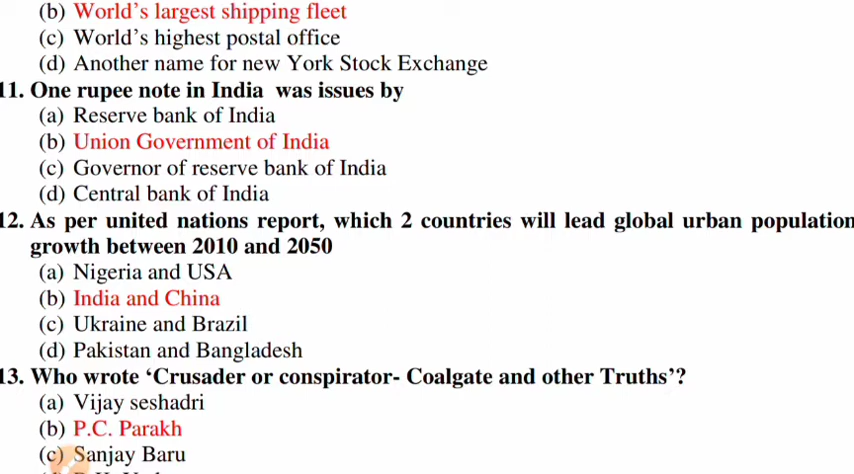 (b) World's largest shipping fleet
(c) World's highest postal office
(d) Another name for new York Stock Exchange
11. One rupee note in India was issues by
(a) Reserve bank of India
(b) Union Government of India
(c) Governor of reserve bank of India
(d) Central bank of India
12. As per united nations report, which 2 countries will lead global urban population
growth between 2010 and 2050
(a) Nigeria and USA
(b) India and China
(c) Ukraine and Brazil
(d) Pakistan and Bangladesh
13. Who wrote ‘Crusader or conspirator- Coalgate and other Truths’?
(a) Vijay seshadri
(b) P.C. Parakh
(c) Sanjay Baru